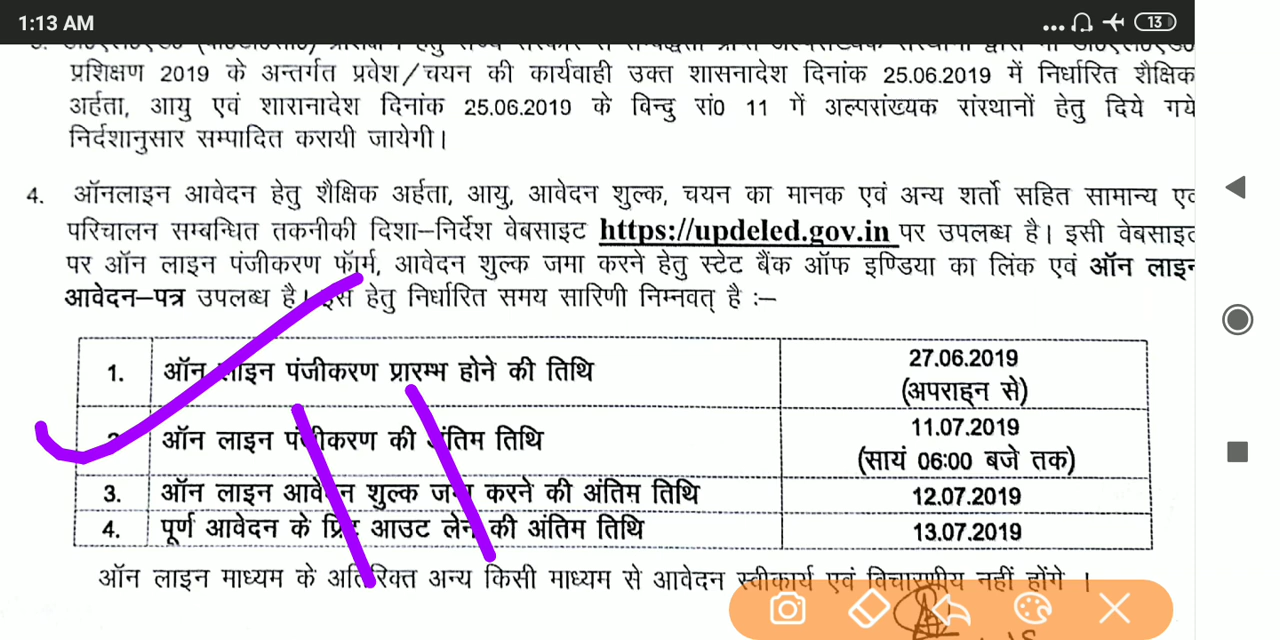 1:13 AM
13
प्रशिक्षण 2019 के अन्तर्गत प्रवेश/चयन की कार्यवाही उक्त शासनादेश दिनांक 25.06.2019 में निर्धारित शैक्षिक
अर्हता, आयु एवं शारानादेश दिनांक 25.06.2019 के बिन्दु रां0 11 गें अल्पसंख्यक संस्थानों हेतु दिये गये
निर्दशानुसार सम्पादित करायी जायेगी।
4. ऑनलाइन आवेदन हेतु शैक्षिक अर्हता, आयु, आवेदन शुल्क, चयन का मानक एवं अन्य शर्तो सहित सामान्य एव
परिचालन सम्बन्धित तकनीकी दिशा–निर्देश वेबसाइट https://updeled.gov.in पर उपलब्ध है। इसी वेबसाइट
पर ऑन लाइन पंजीकरण फॉर्म, आवेदन शुल्क जमा करने हेतु स्टेट बैंक ऑफ इण्डिया का लिंक एवं ऑन लाइन
आवेदन–पत्र उपलब्ध है। इस हेतु निर्धारित समय सारिणी निम्नवत् है :–
1. ऑन लाइन पंजीकरण प्रारम्भ होने की तिथि 27.06.2019
(अपराह्न से)
ऑन लाइन पंजीकरण की अंतिम तिथि 11.07.2019
(सायं 06:00 बजे तक)
3. ऑन लाइन आवेदन शुल्क जमा करने की अंतिम तिथि 12.07.2019
4. पूर्ण आवेदन के प्रिंट आउट लेने की अंतिम तिथि 13.07.2019
ऑन लाइन माध्यम के अतिरिक्त अन्य किसी माध्यम से आवेदन स्वीकार्य एवं विचारणीय नहीं होंगे ।